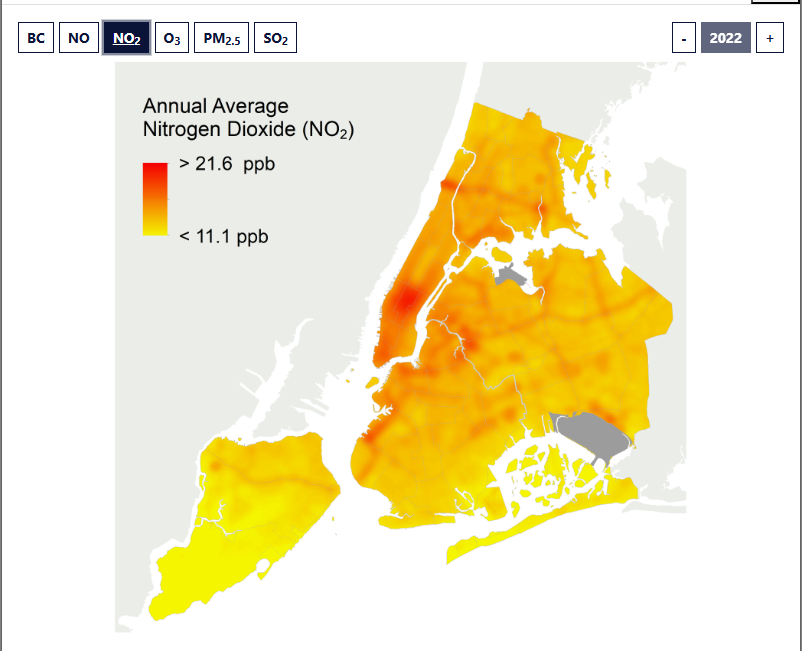 BC NO NO₂ O₃ PM₂.₅ SO₂ - 2022 +
Annual Average
Nitrogen Dioxide (NO₂)
> 21.6 ppb
< 11.1 ppb